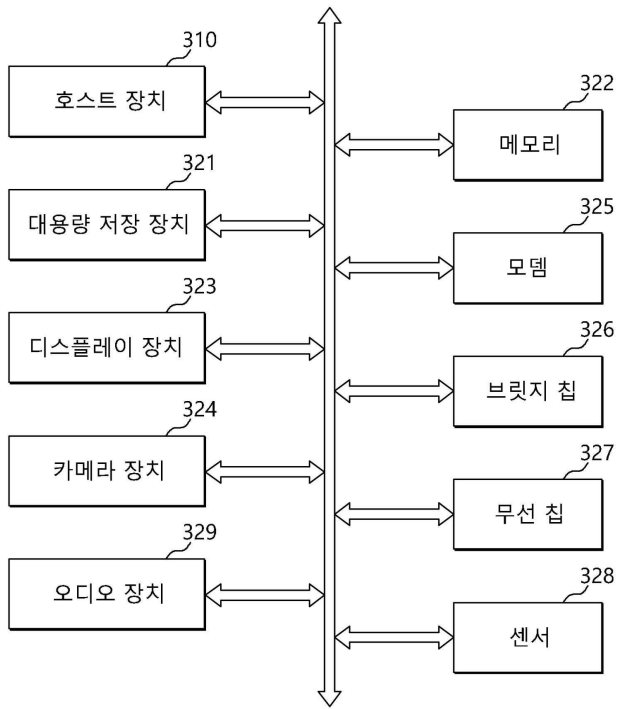 310
호스트 장치
322
메모리
321
대용량 저장 장치
325
모뎀
323
디스플레이 장치
326
브릿지 칩
324
카메라 장치
327
무선 칩
329
오디오 장치
328
센서